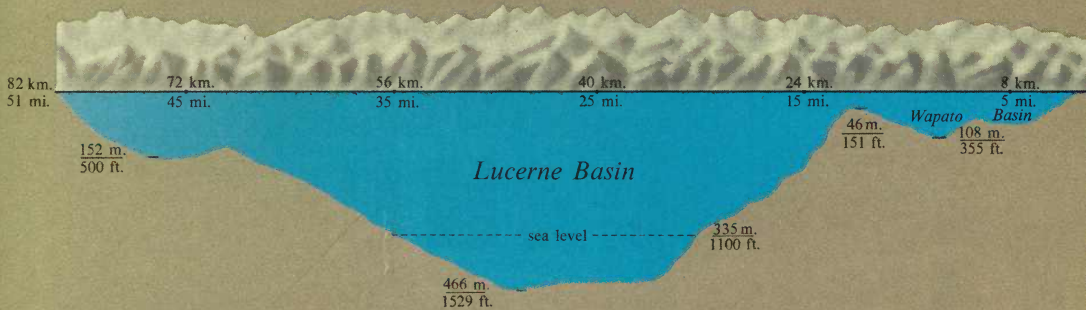 82 km. 72 km. 56 km. 40 km. 24 km. 8 km.
51 mi. 45 mi. 35 mi. 25 mi. 15 mi. 5 mi.
Wapato Basin
46 m.
151 ft.
108 m.
355 ft.
152 m.
500 ft.
Lucerne Basin
sea level
335 m.
1100 ft.
466 m.
1529 ft.